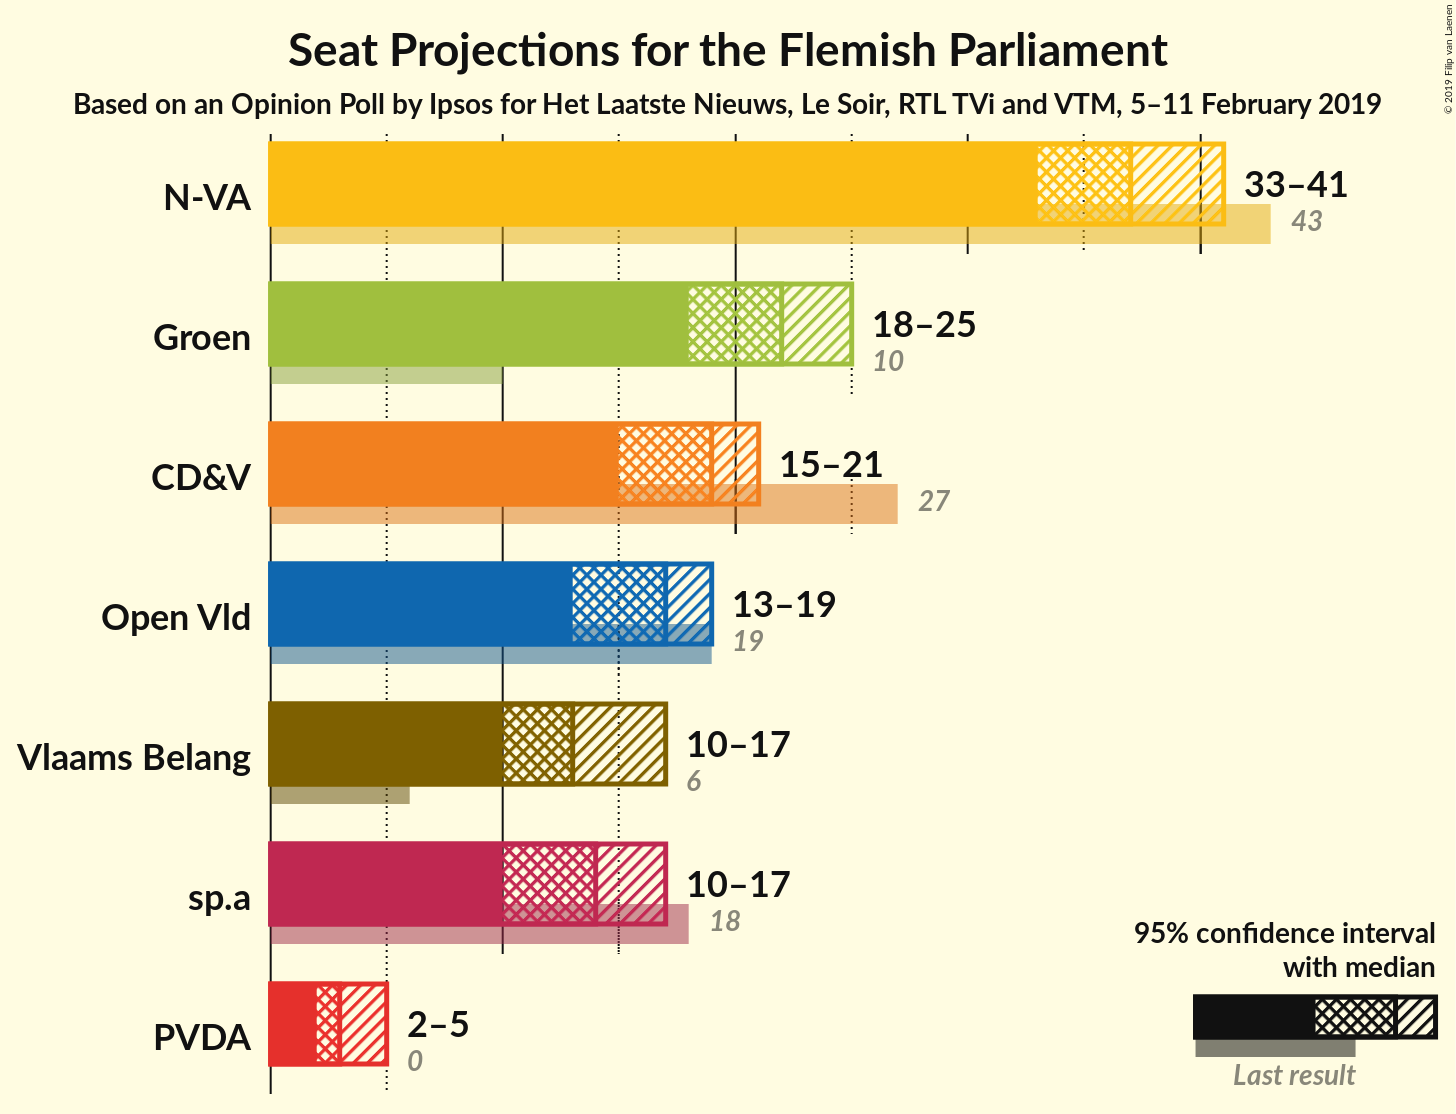 Seat Projections for the Flemish Parliament
Based on an Opinion Poll by Ipsos for Het Laatste Nieuws, Le Soir, RTL TVi and VTM, 5–11 February 2019
© 2019 Filip van Laenen
N-VA
33–41
43
Groen
18–25
10
CD&V
15–21
27
Open Vld
13–19
19
Vlaams Belang
10–17
6
sp.a
10–17
18
PVDA
2–5
0
95% confidence interval
with median
Last result